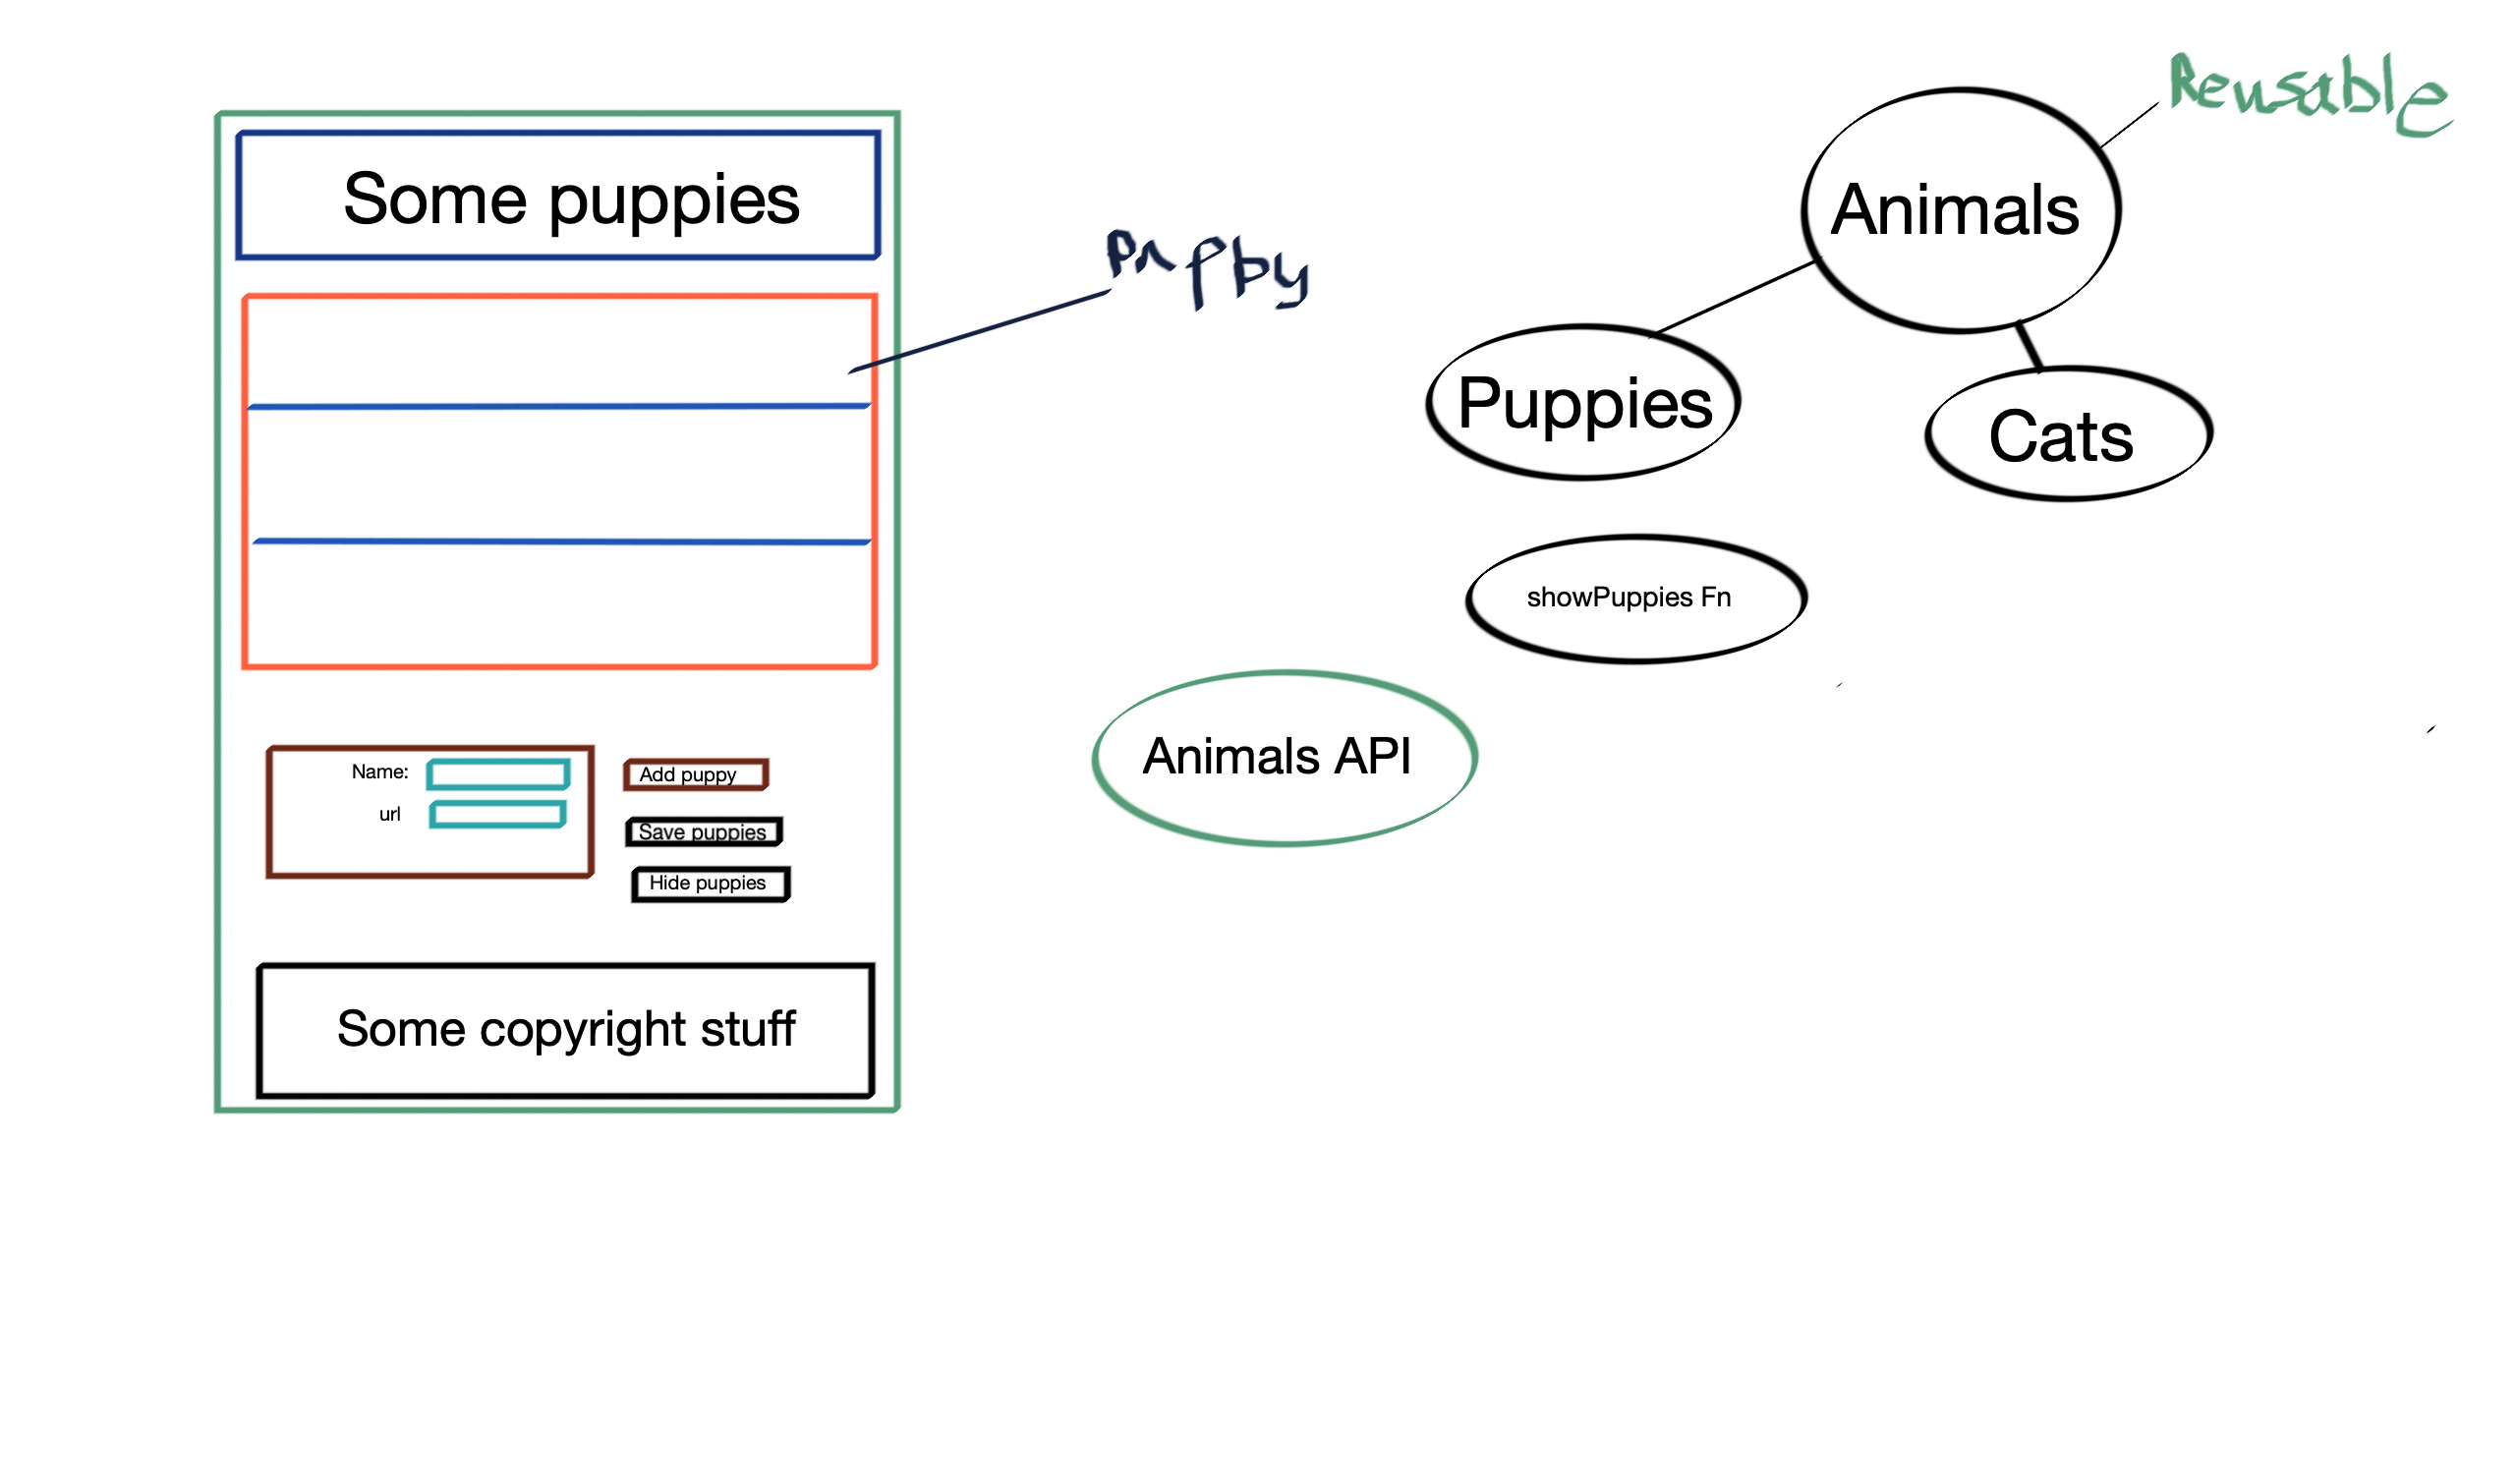 Some puppies
Name:
url
Add puppy
Save puppies
Hide puppies
Some copyright stuff
Puppy
Reusable
Animals
Puppies
Cats
showPuppies Fn
Animals API